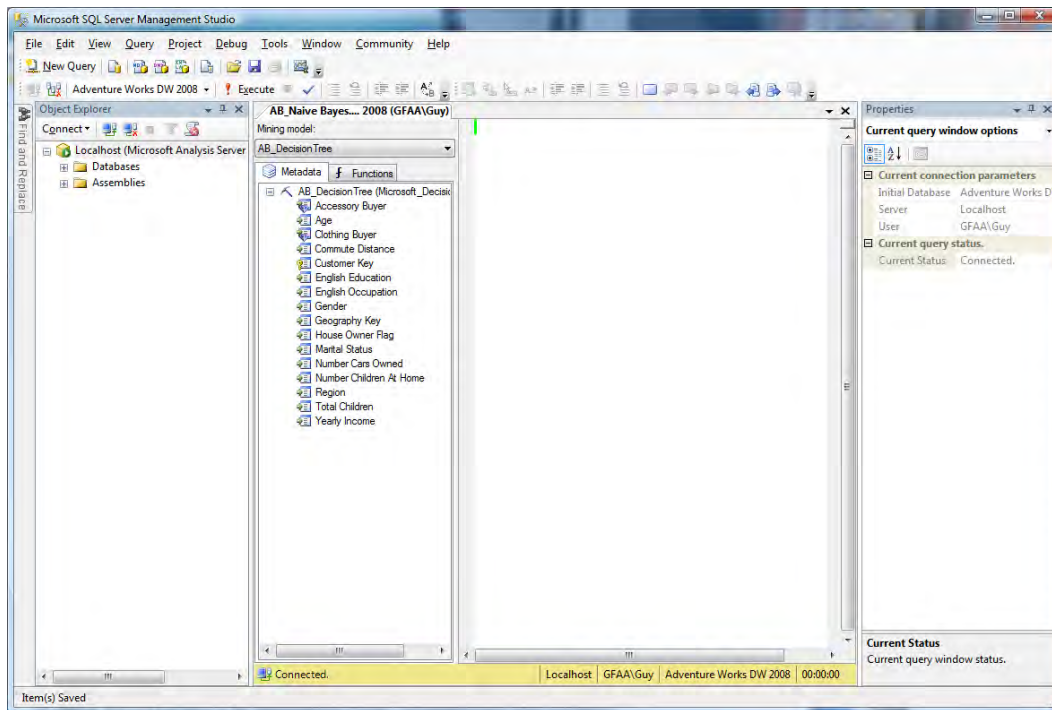 Microsoft SQL Server Management Studio
File Edit View Query Project Debug Tools Window Community Help
New Query
Adventure Works DW 2008 Execute
Find and Replace
Object Explorer
Connect
Localhost (Microsoft Analysis Server
Databases
Assemblies
AB_Naive Bayes.... 2008 (GFAA\Guy)
Mining model:
AB_DecisionTree
Metadata Functions
AB_DecisionTree (Microsoft_Decisic
Accessory Buyer
Age
Clothing Buyer
Commute Distance
Customer Key
English Education
English Occupation
Gender
Geography Key
House Owner Flag
Marital Status
Number Cars Owned
Number Children At Home
Region
Total Children
Yearly Income
Connected. Localhost GFAA\Guy Adventure Works DW 2008 00:00:00
Properties
Current query window options
Current connection parameters
Initial Database Adventure Works D
Server Localhost
User GFAA\Guy
Current query status.
Current Status Connected.
Current Status
Current query window status.
Item(s) Saved